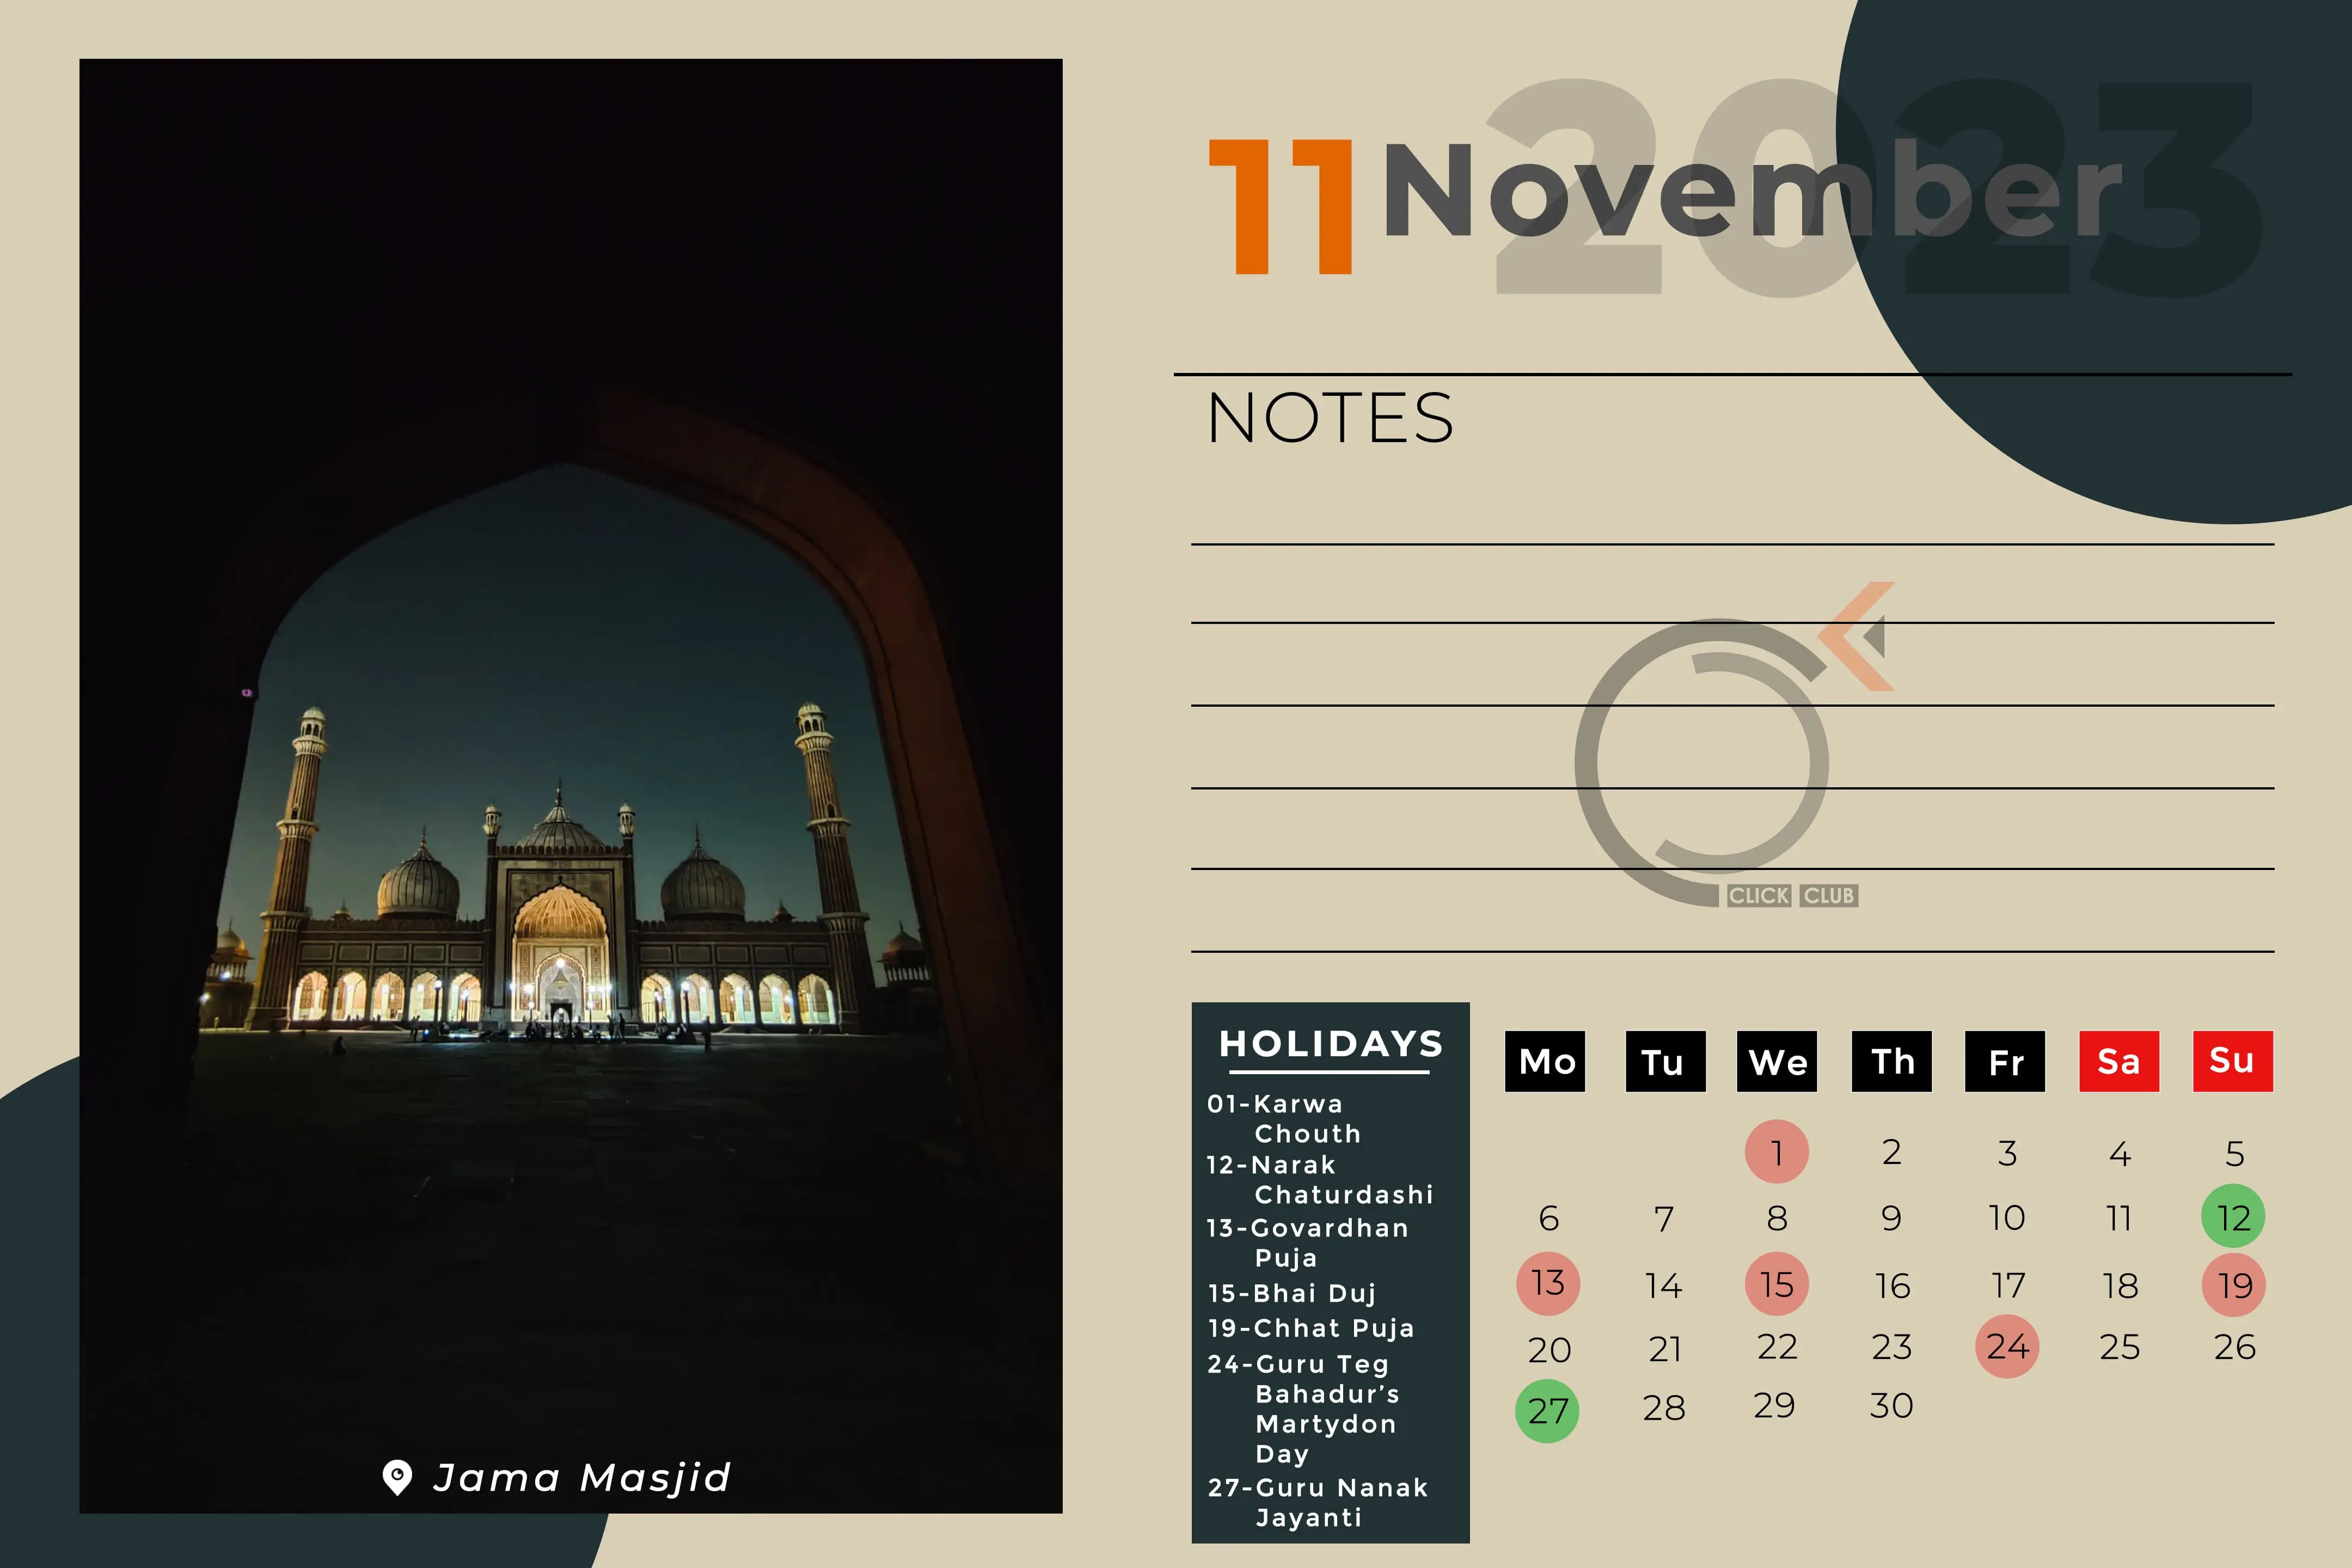 2023
11 November
NOTES
CLICK CLUB
HOLIDAYS
01-Karwa
Chouth
12-Narak
Chaturdashi
13-Govardhan
Puja
15-Bhai Duj
19-Chhat Puja
24-Guru Teg
Bahadur’s
Martydon
Day
27-Guru Nanak
Jayanti
Mo Tu We Th Fr Sa Su
1 2 3 4 5
6 7 8 9 10 11 12
13 14 15 16 17 18 19
20 21 22 23 24 25 26
27 28 29 30
Jama Masjid